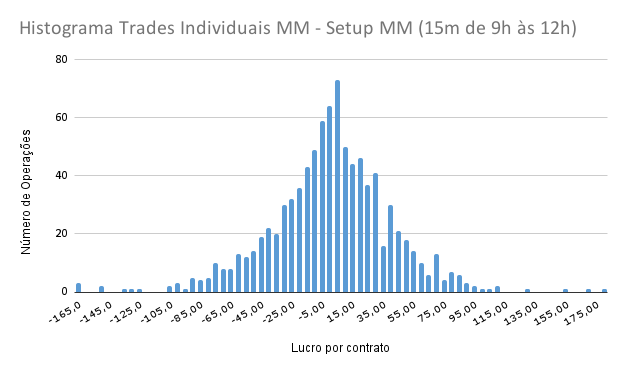 Histograma Trades Individuais MM - Setup MM (15m de 9h às 12h)
Número de Operações
80
60
40
20
0
-165,0 -145,0 -125,0 -105,0 -85,00 -65,00 -45,00 -25,00 -5,00 15,00 35,00 55,00 75,00 95,00 115,00 135,00 155,00 175,00
Lucro por contrato